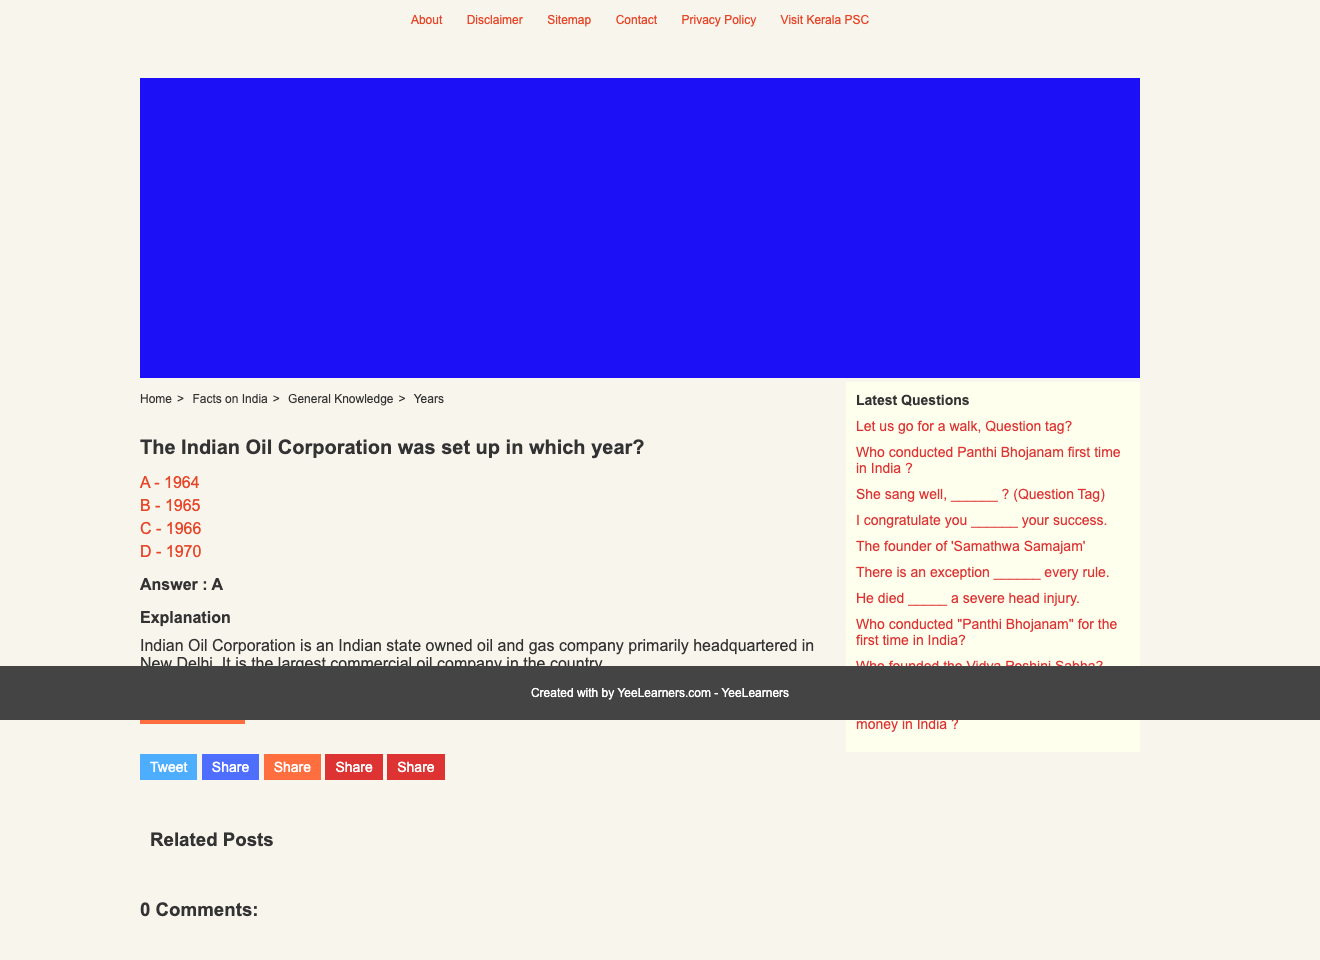 About Disclaimer Sitemap Contact Privacy Policy Visit Kerala PSC
Home > Facts on India > General Knowledge > Years
The Indian Oil Corporation was set up in which year?
A - 1964
B - 1965
C - 1966
D - 1970
Answer : A
Explanation
Indian Oil Corporation is an Indian state owned oil and gas company primarily headquartered in
New Delhi. It is the largest commercial oil company in the country.
Tweet Share Share Share Share
Related Posts
0 Comments:
Latest Questions
Let us go for a walk, Question tag?
Who conducted Panthi Bhojanam first time
in India ?
She sang well, ______ ? (Question Tag)
I congratulate you ______ your success.
The founder of 'Samathwa Samajam'
There is an exception ______ every rule.
He died _____ a severe head injury.
Who conducted "Panthi Bhojanam" for the
first time in India?
Who founded the Vidya Poshini Sabha?
money in India ?
Created with by YeeLearners.com - YeeLearners